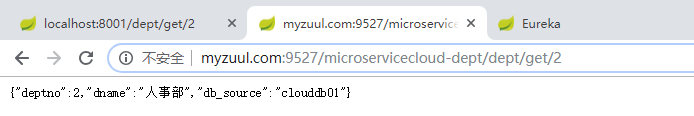 localhost:8001/dept/get/2
myzuul.com:9527/microservice
Eureka
不安全 myzuul.com:9527/microservicecloud-dept/dept/get/2
{"deptno":2,"dname":"人事部","db_source":"clouddb01"}